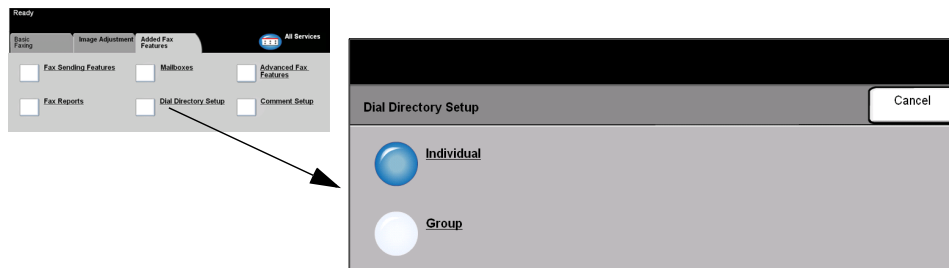 Ready
Basic
Faxing
Image Adjustment
Added Fax
Features
All Services
Fax Sending Features
Mailboxes
Advanced Fax
Features
Fax Reports
Dial Directory Setup
Comment Setup
Dial Directory Setup
Cancel
Individual
Group